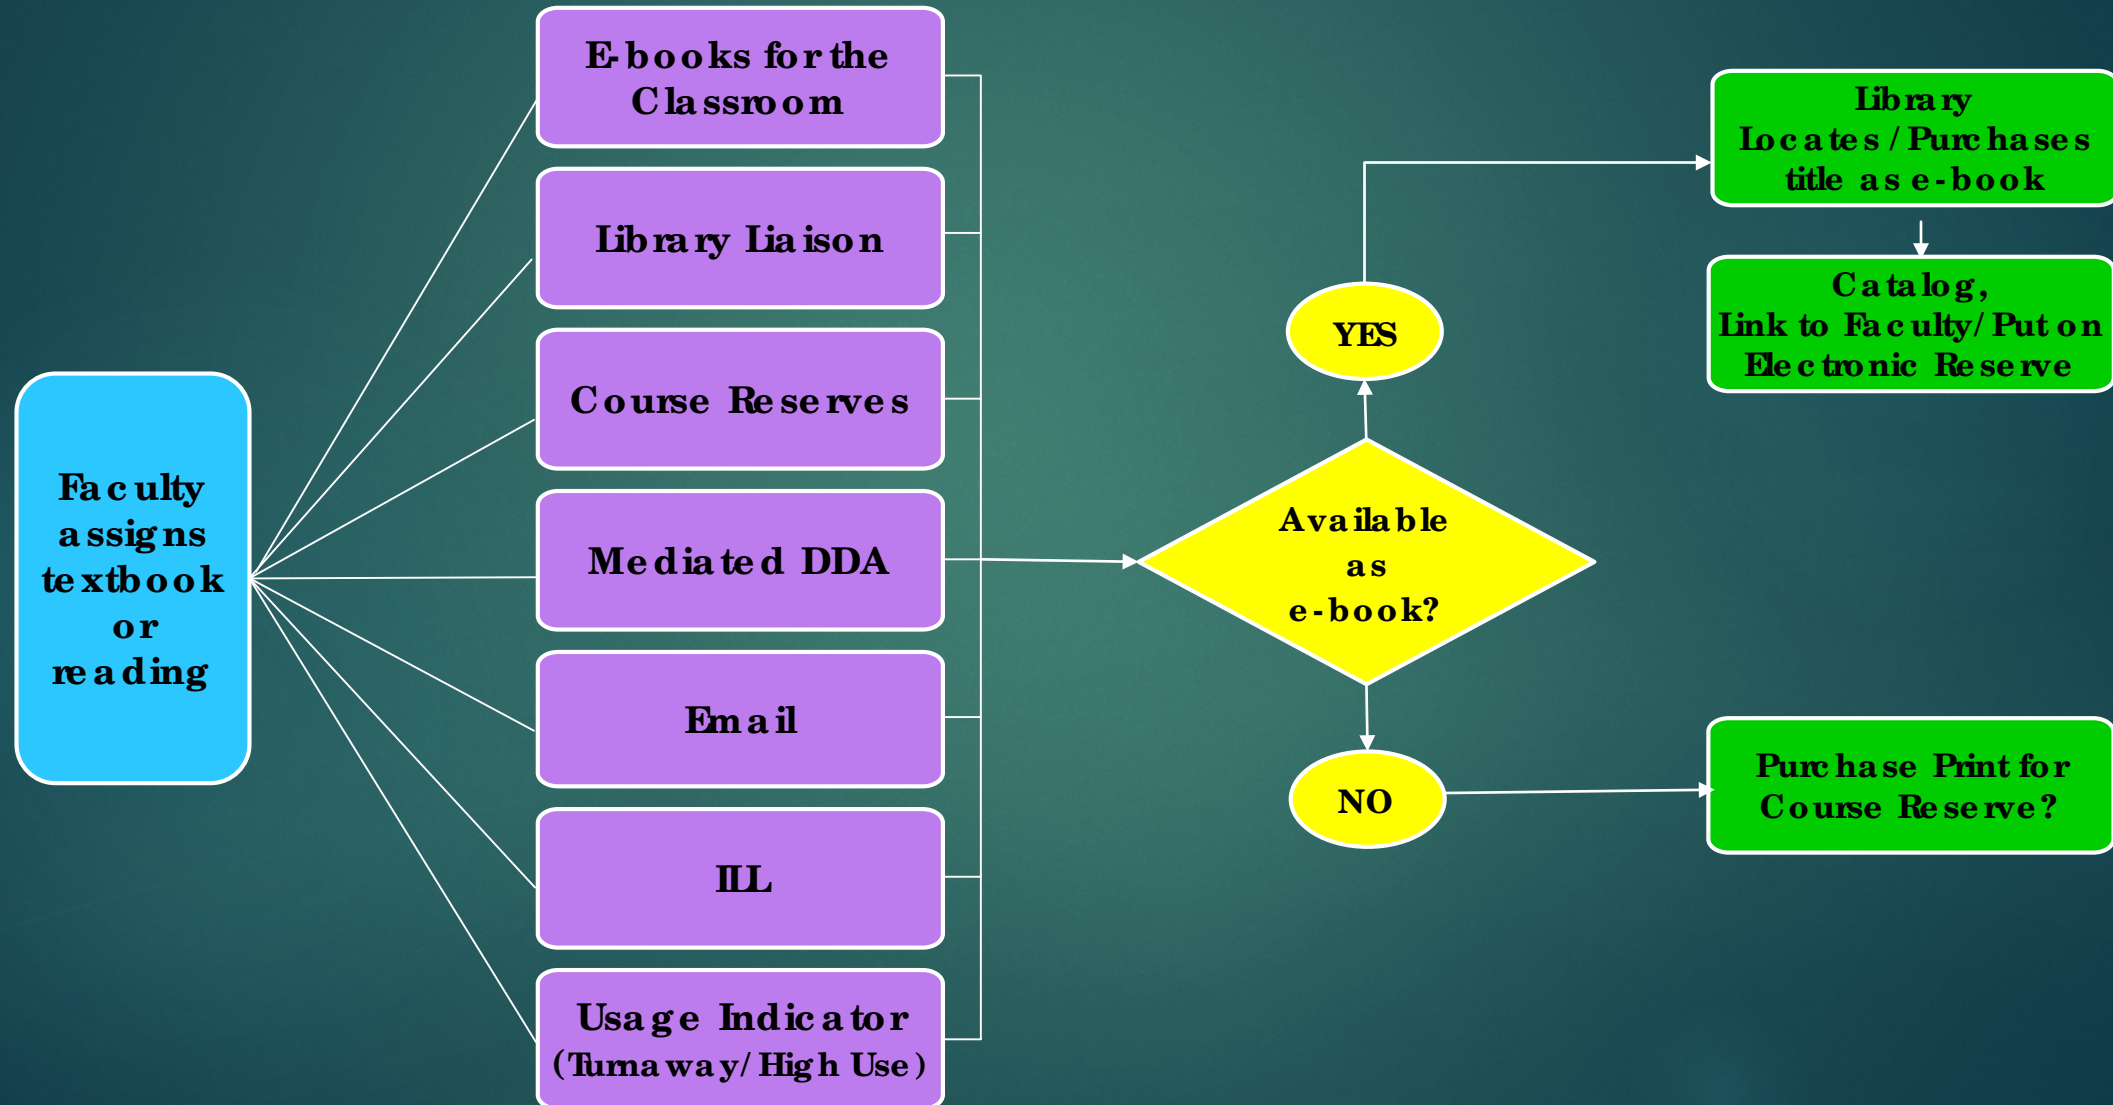 Faculty
assigns
textbook
or
reading
E-books for the
Classroom
Library Liaison
Course Reserves
Mediated DDA
Email
ILL
Usage Indicator
(Turnaway/High Use)
Available
as
e-book?
YES
NO
Library
Locates/Purchases
title as e-book
Catalog,
Link to Faculty/Put on
Electronic Reserve
Purchase Print for
Course Reserve?